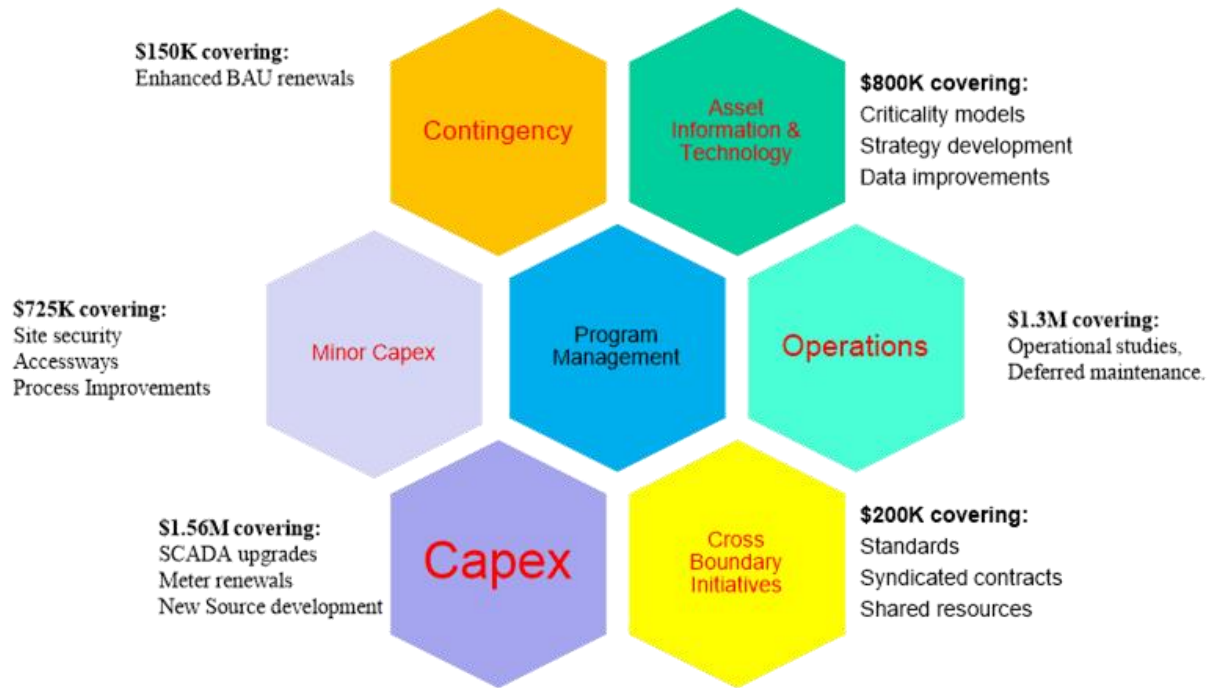 $150K covering:
Enhanced BAU renewals
Contingency
Asset
Information &
Technology
$800K covering:
Criticality models
Strategy development
Data improvements
$725K covering:
Site security
Accessways
Process Improvements
Minor Capex
Program
Management
Operations
$1.3M covering:
Operational studies,
Deferred maintenance.
$1.56M covering:
SCADA upgrades
Meter renewals
New Source development
Capex
Cross
Boundary
Initiatives
$200K covering:
Standards
Syndicated contracts
Shared resources